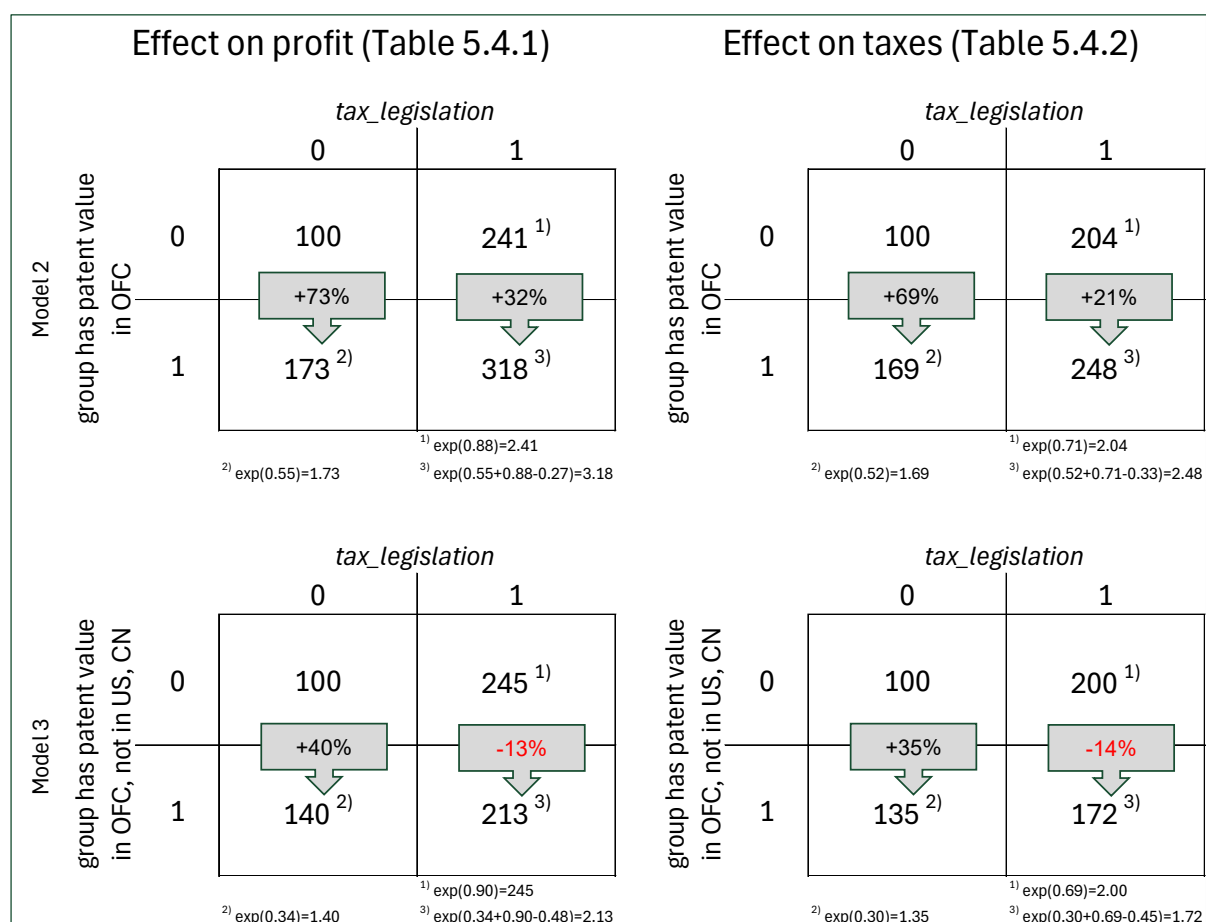 Effect on profit (Table 5.4.1)
Effect on taxes (Table 5.4.2)
Model 2
group has patent value
in OFC
tax_legislation
0 1
0 100 241 1)
+73% +32%
1 173 2) 318 3)
1) exp(0.88)=2.41
2) exp(0.55)=1.73 3) exp(0.55+0.88-0.27)=3.18
group has patent value
in OFC
tax_legislation
0 1
0 100 204 1)
+69% +21%
1 169 2) 248 3)
1) exp(0.71)=2.04
2) exp(0.52)=1.69 3) exp(0.52+0.71-0.33)=2.48
Model 3
group has patent value
in OFC, not in US, CN
tax_legislation
0 1
0 100 245 1)
+40% -13%
1 140 2) 213 3)
1) exp(0.90)=245
2) exp(0.34)=1.40 3) exp(0.34+0.90-0.48)=2.13
group has patent value
in OFC, not in US, CN
tax_legislation
0 1
0 100 200 1)
+35% -14%
1 135 2) 172 3)
1) exp(0.69)=2.00
2) exp(0.30)=1.35 3) exp(0.30+0.69-0.45)=1.72